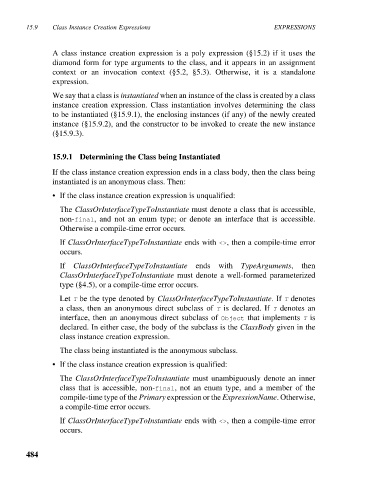 15.9 Class Instance Creation Expressions EXPRESSIONS
A class instance creation expression is a poly expression (§15.2) if it uses the
diamond form for type arguments to the class, and it appears in an assignment
context or an invocation context (§5.2, §5.3). Otherwise, it is a standalone
expression.
We say that a class is instantiated when an instance of the class is created by a class
instance creation expression. Class instantiation involves determining the class
to be instantiated (§15.9.1), the enclosing instances (if any) of the newly created
instance (§15.9.2), and the constructor to be invoked to create the new instance
(§15.9.3).
15.9.1 Determining the Class being Instantiated
If the class instance creation expression ends in a class body, then the class being
instantiated is an anonymous class. Then:
• If the class instance creation expression is unqualified:
The ClassOrInterfaceTypeToInstantiate must denote a class that is accessible,
non-final, and not an enum type; or denote an interface that is accessible.
Otherwise a compile-time error occurs.
If ClassOrInterfaceTypeToInstantiate ends with <>, then a compile-time error
occurs.
If ClassOrInterfaceTypeToInstantiate ends with TypeArguments, then
ClassOrInterfaceTypeToInstantiate must denote a well-formed parameterized
type (§4.5), or a compile-time error occurs.
Let T be the type denoted by ClassOrInterfaceTypeToInstantiate. If T denotes
a class, then an anonymous direct subclass of T is declared. If T denotes an
interface, then an anonymous direct subclass of Object that implements T is
declared. In either case, the body of the subclass is the ClassBody given in the
class instance creation expression.
The class being instantiated is the anonymous subclass.
• If the class instance creation expression is qualified:
The ClassOrInterfaceTypeToInstantiate must unambiguously denote an inner
class that is accessible, non-final, not an enum type, and a member of the
compile-time type of the Primary expression or the ExpressionName. Otherwise,
a compile-time error occurs.
If ClassOrInterfaceTypeToInstantiate ends with <>, then a compile-time error
occurs.
484